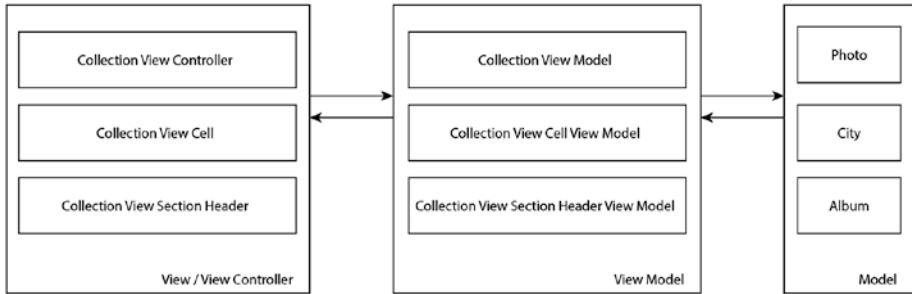 Collection View Controller
Collection View Cell
Collection View Section Header
View / View Controller
Collection View Model
Collection View Cell View Model
Collection View Section Header View Model
View Model
Photo
City
Album
Model